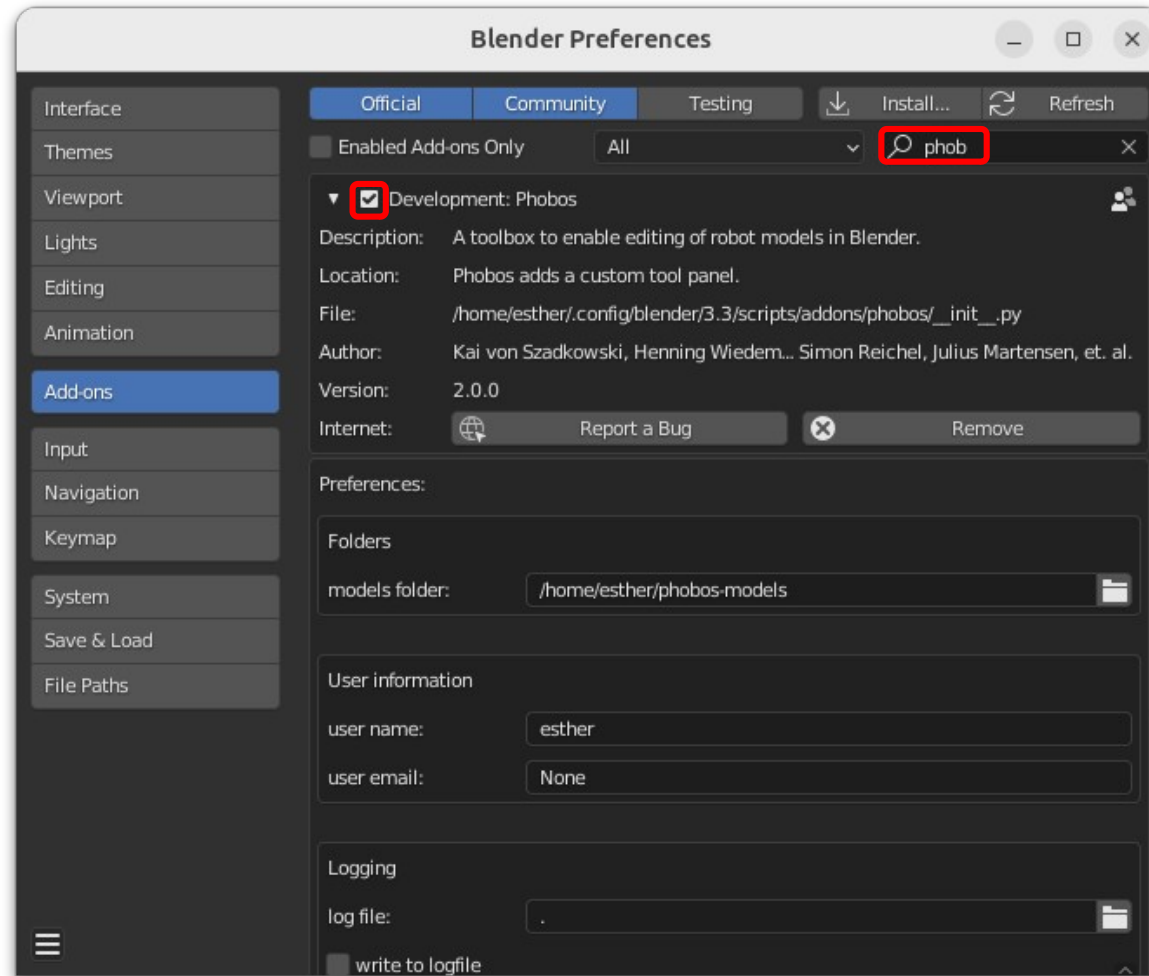 Blender Preferences
Interface
Themes
Viewport
Lights
Editing
Animation
Add-ons
Input
Navigation
Keymap
System
Save & Load
File Paths
Official Community Testing Install... Refresh
Enabled Add-ons Only All phob
Development: Phobos
Description: A toolbox to enable editing of robot models in Blender.
Location: Phobos adds a custom tool panel.
File: /home/esther/.config/blender/3.3/scripts/addons/phobos/__init__.py
Author: Kai von Szadkowski, Henning Wiedem... Simon Reichel, Julius Martensen, et. al.
Version: 2.0.0
Internet: Report a Bug Remove
Preferences:
Folders
models folder: /home/esther/phobos-models
User information
user name: esther
user email: None
Logging
log file: .
write to logfile